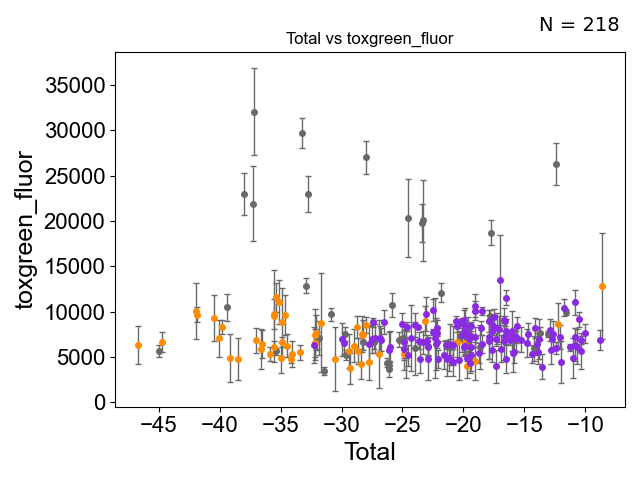 N = 218
Total vs toxgreen_fluor
35000
30000
25000
20000
15000
10000
5000
0
toxgreen_fluor
−45 −40 −35 −30 −25 −20 −15 −10
Total